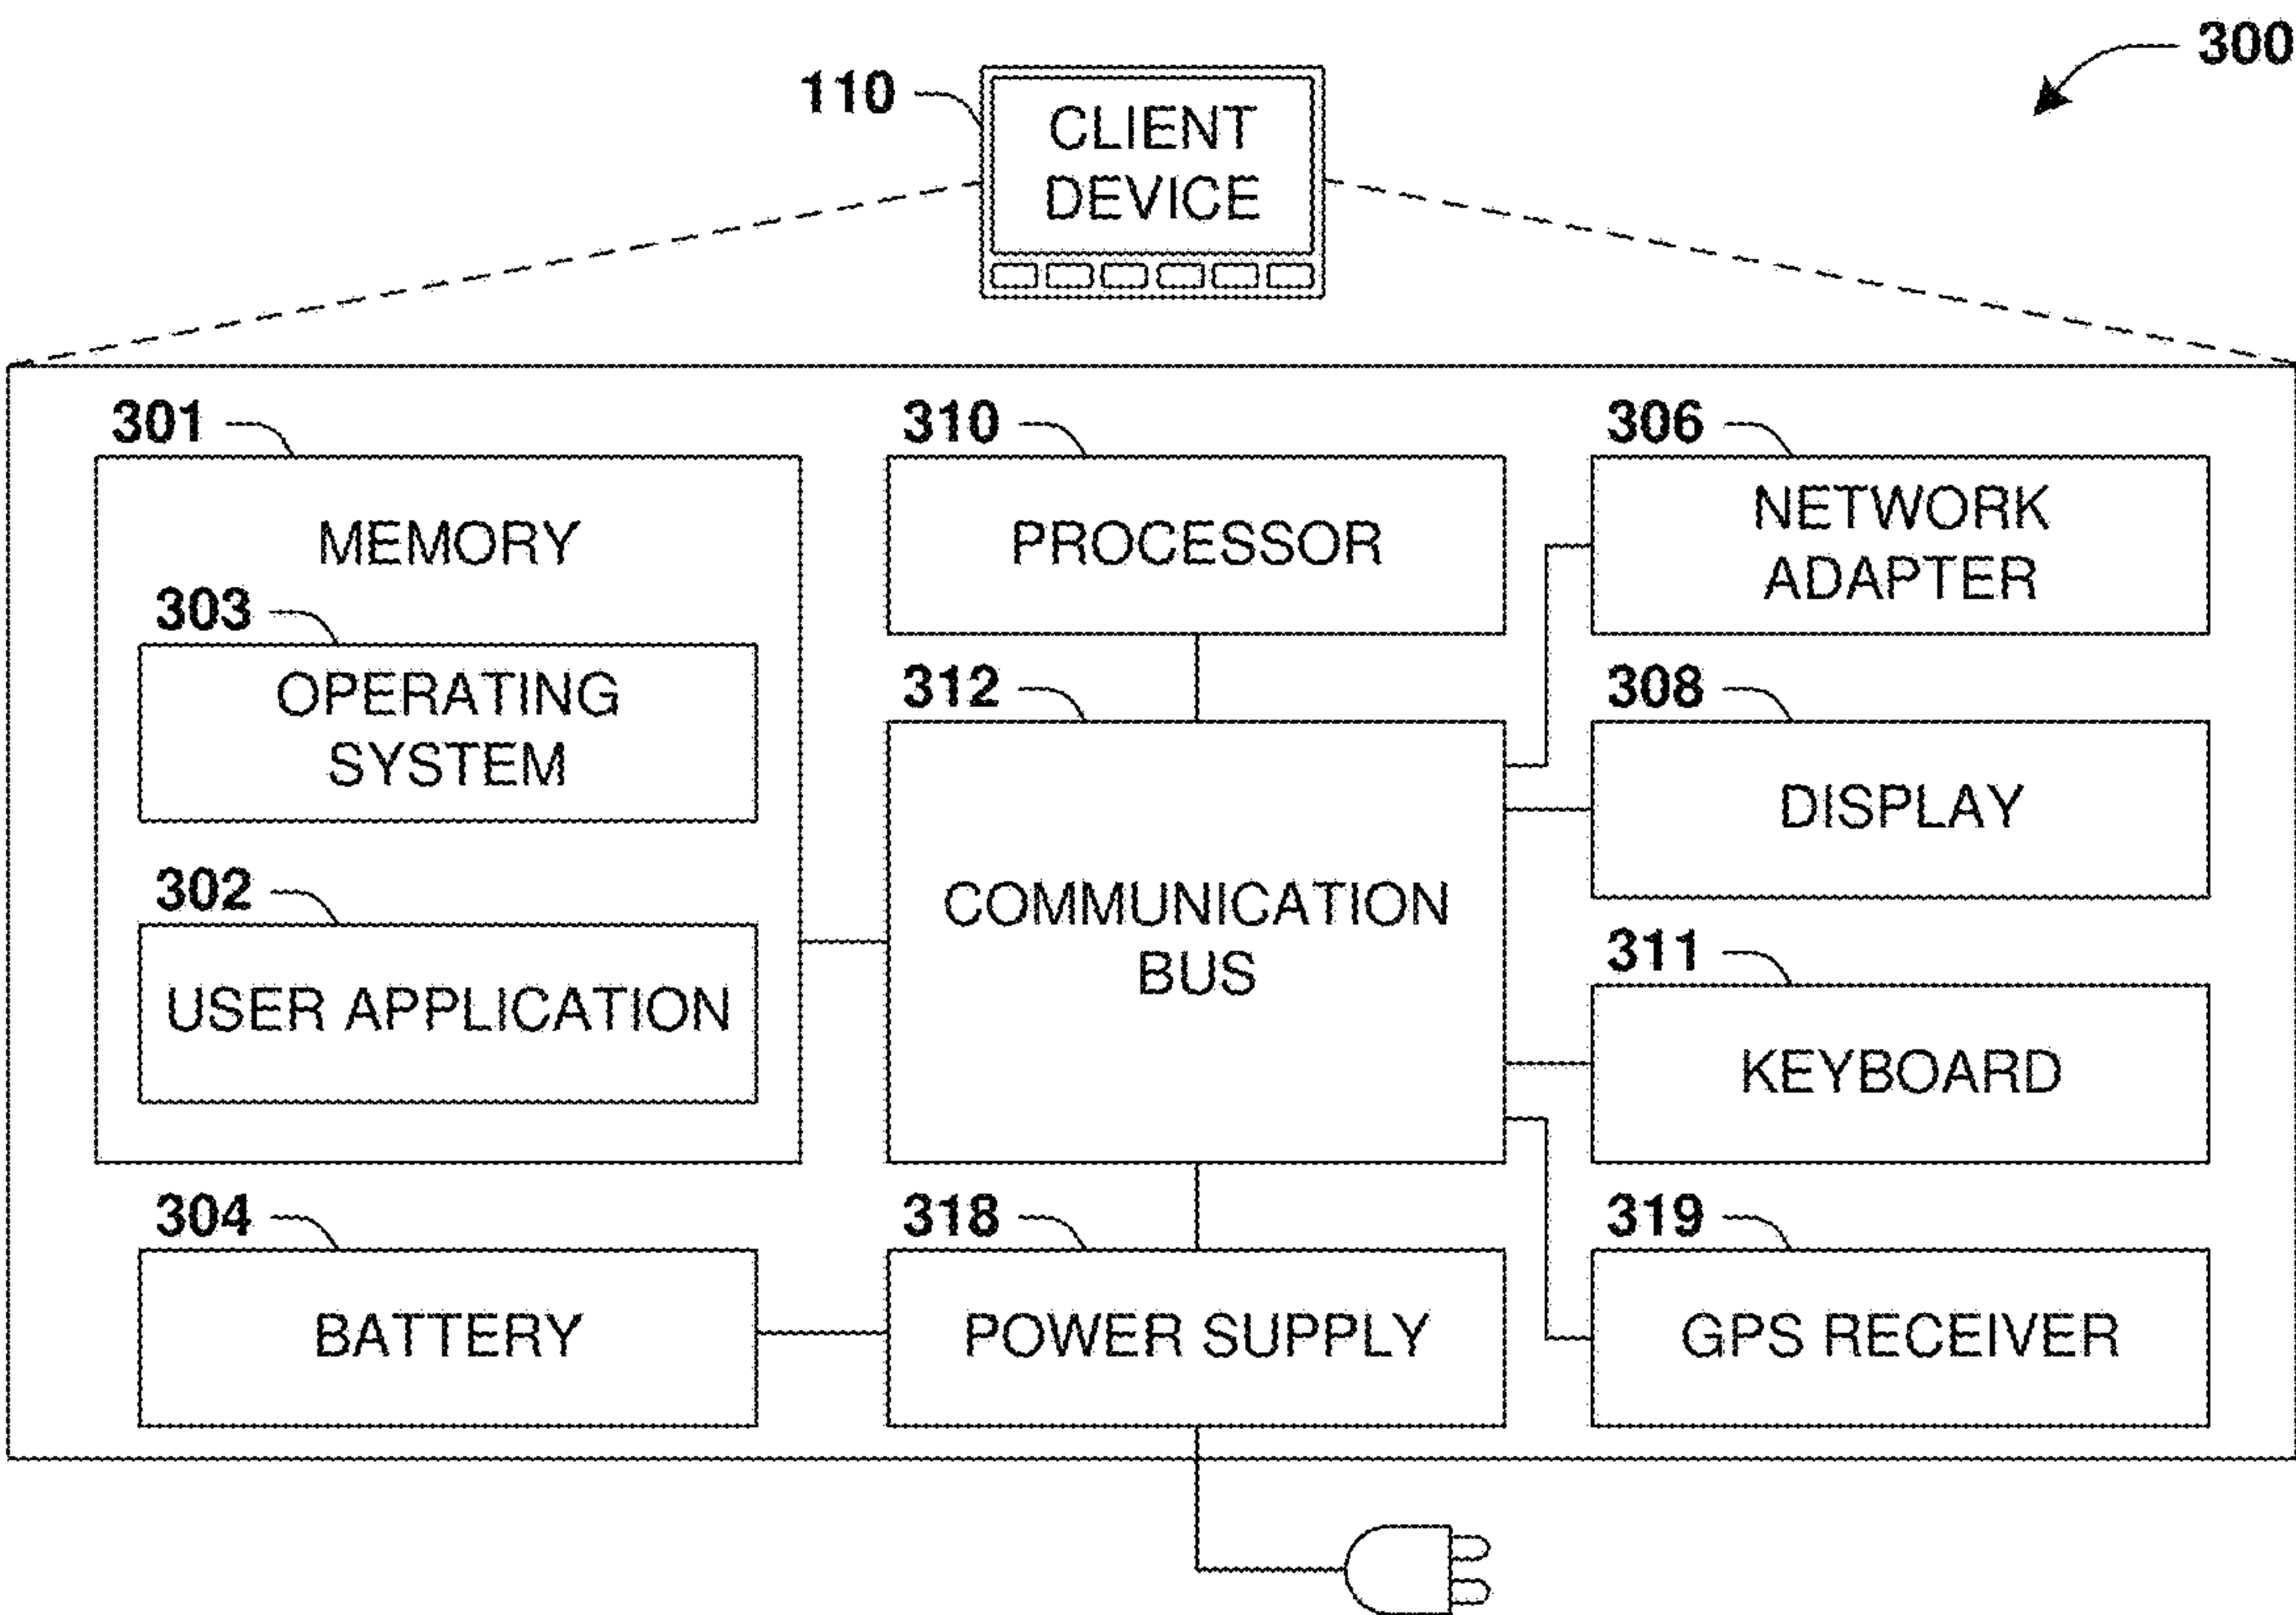 300
110
CLIENT
DEVICE
301
310
306
MEMORY
PROCESSOR
NETWORK
ADAPTER
303
OPERATING
SYSTEM
312
308
COMMUNICATION
BUS
DISPLAY
302
USER APPLICATION
311
KEYBOARD
304
318
319
BATTERY
POWER SUPPLY
GPS RECEIVER